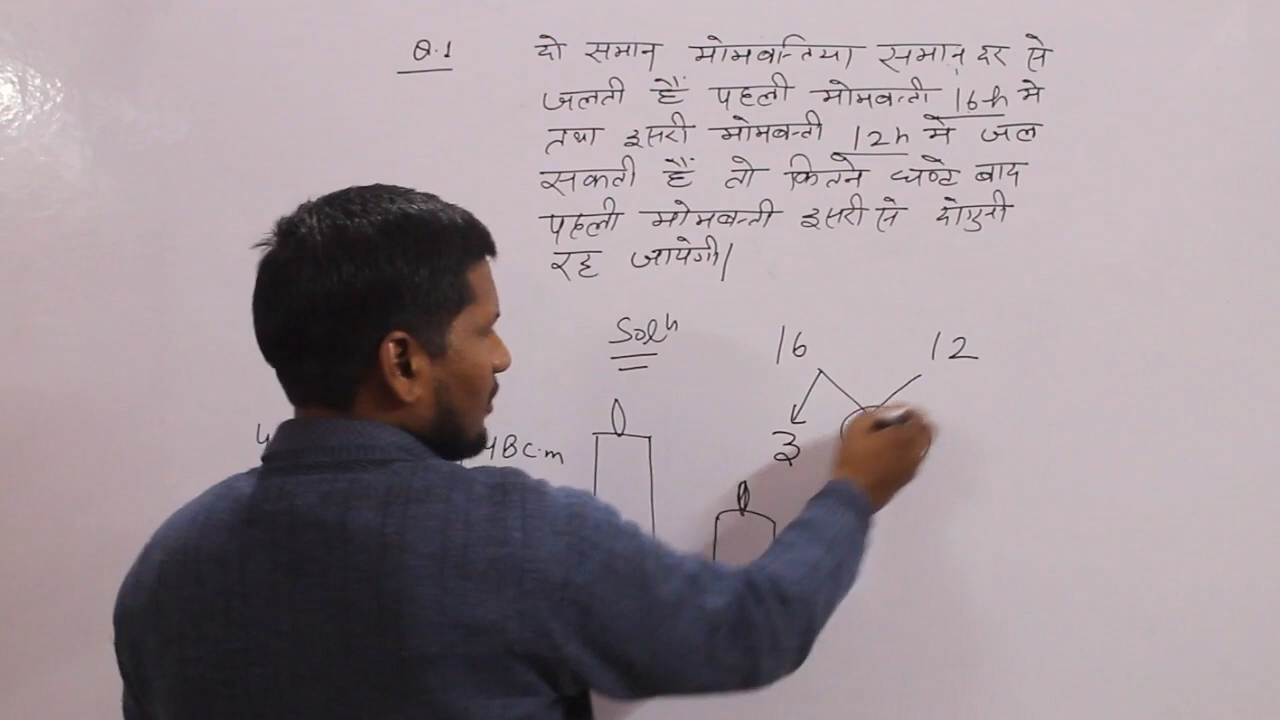 Q.1
दो समान मोमबत्तिया समान दर से
जलती हैं पहली मोमबत्ती 16h मे
तथा दूसरी मोमबत्ती 12h मे जल
सकती हैं तो कितने घण्टे बाद
पहली मोमबत्ती दूसरी से दोगुनी
रह जायेगी|
Solⁿ
16 12
3
48 c.m